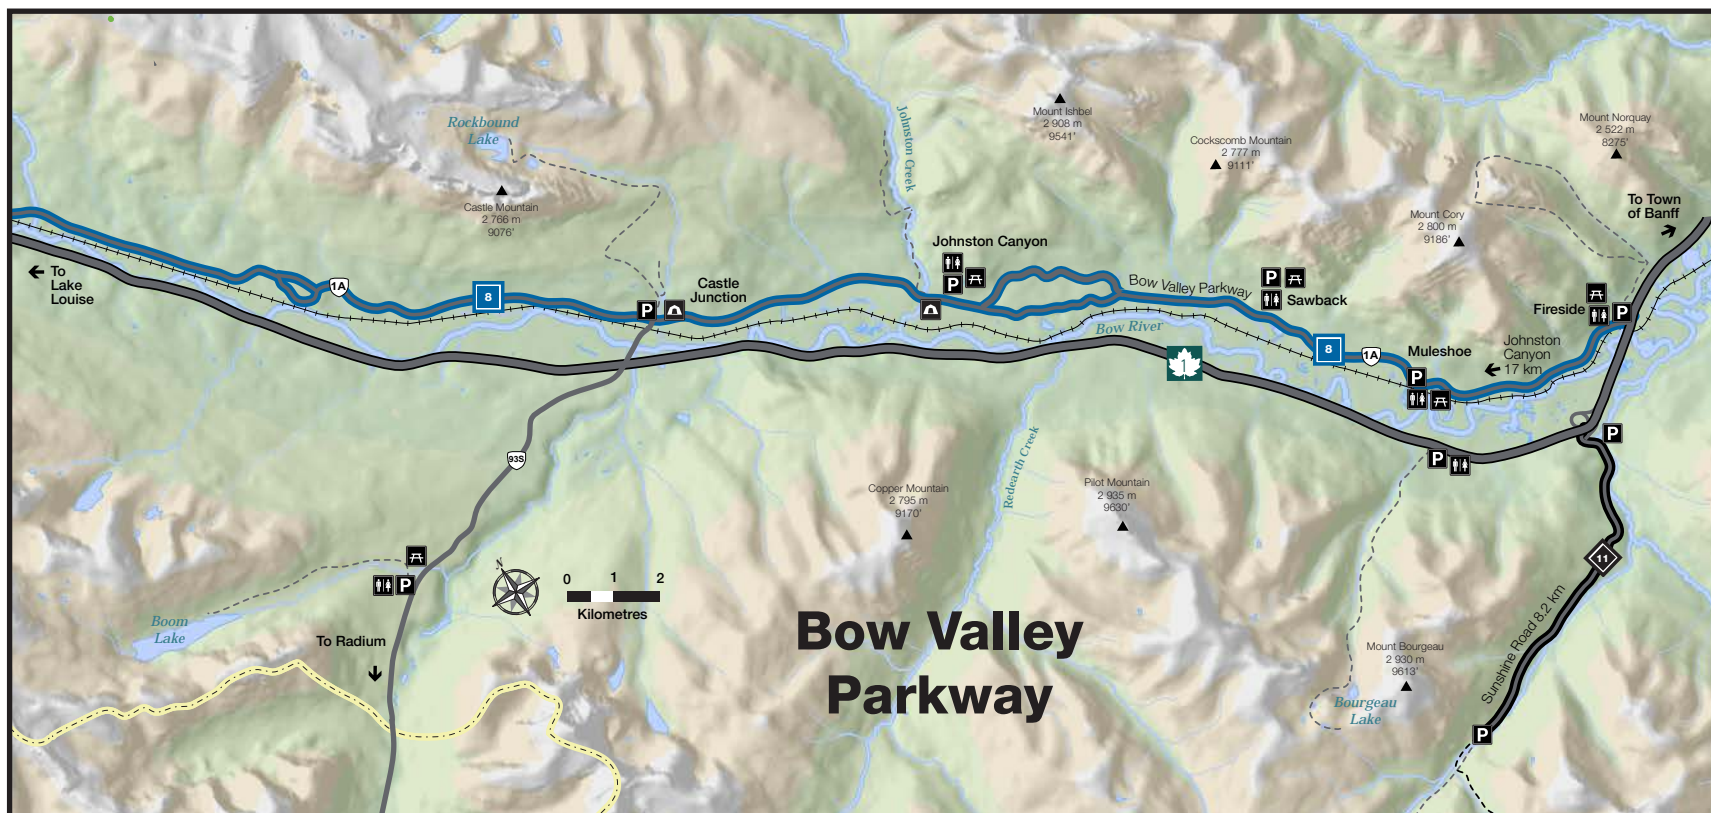 Rockbound
Lake
Castle Mountain
2 766 m
9076'
Johnston Creek
Mount Ishbel
2 908 m
9541'
Cockscomb Mountain
2 777 m
9111'
Mount Norquay
2 522 m
8275'
Mount Cory
2 800 m
9186'
To Town
of Banff
To
Lake
Louise
1A
8
P
Castle
Junction
Johnston Canyon
P
Bow Valley Parkway
P
Sawback
Bow River
1
8
1A
Muleshoe
P
Johnston
Canyon
17 km
Fireside
P
P
P
93S
Copper Mountain
2 795 m
9170'
Redearth Creek
Pilot Mountain
2 935 m
9630'
11
Sunshine Road 8.2 km
P
Mount Bourgeau
2 930 m
9613'
Bourgeau
Lake
P
Boom
Lake
To Radium
N
0 1 2
Kilometres
Bow Valley
Parkway